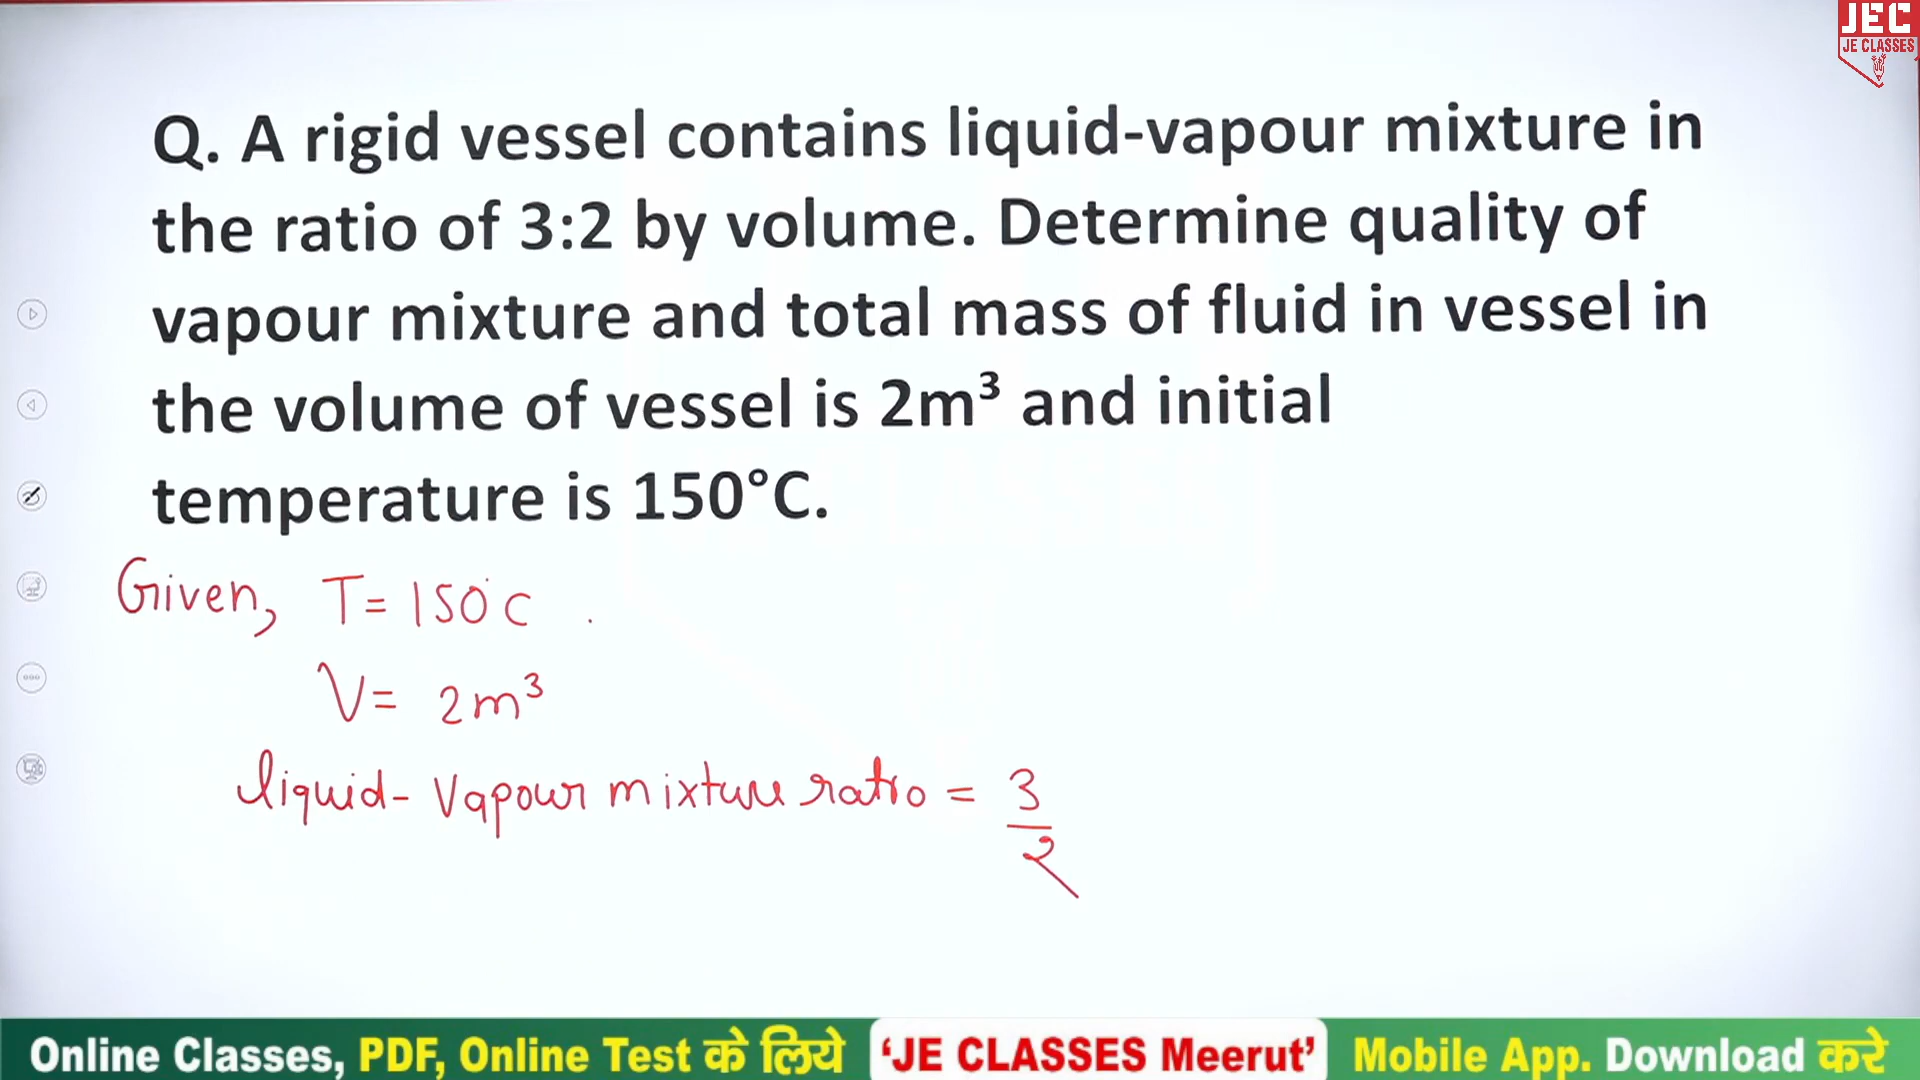 JEC
JE CLASSES
Q. A rigid vessel contains liquid-vapour mixture in
the ratio of 3:2 by volume. Determine quality of
vapour mixture and total mass of fluid in vessel in
the volume of vessel is 2m³ and initial
temperature is 150°C.
Given, T = 150°C .
V = 2m³
liquid - Vapour mixture ratio = 3/2
Online Classes, PDF, Online Test के लिये 'JE CLASSES Meerut' Mobile App. Download करे